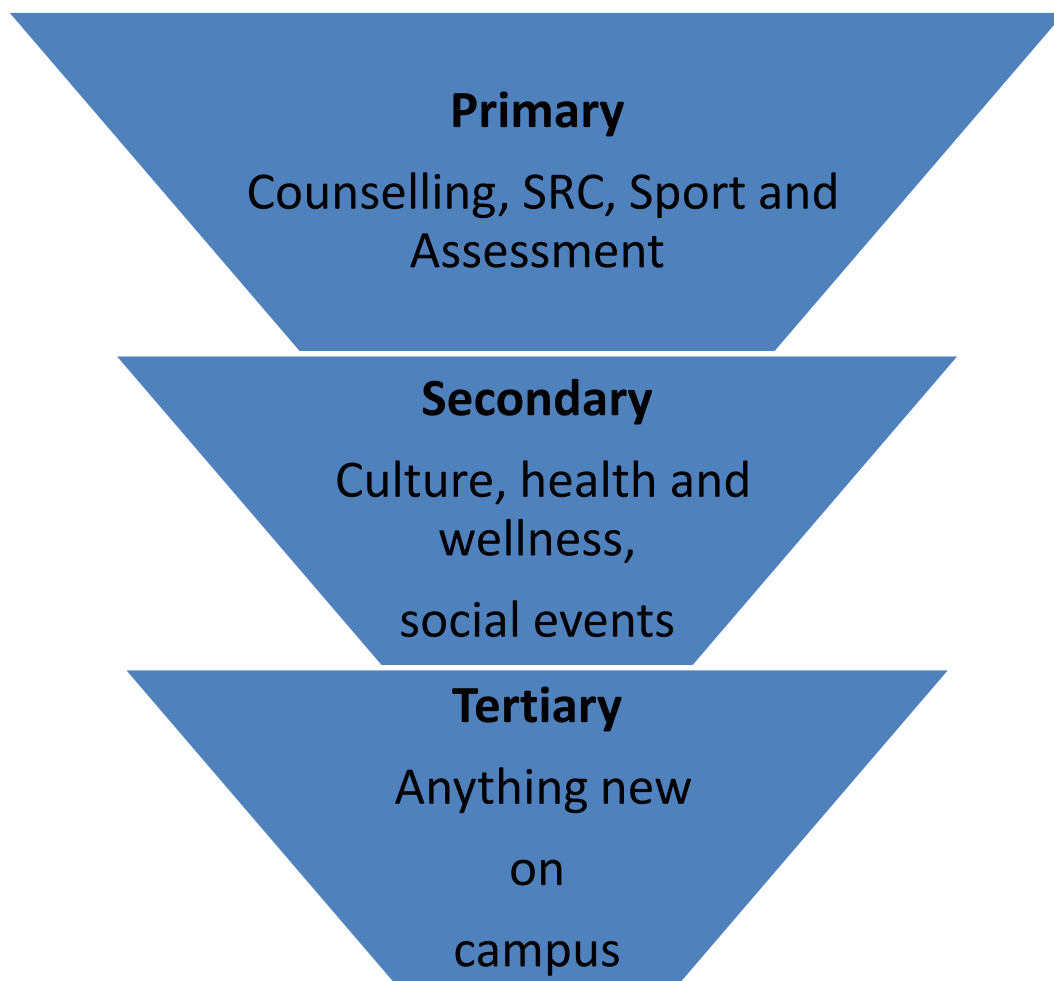 Primary
Counselling, SRC, Sport and
Assessment
Secondary
Culture, health and
wellness,
social events
Tertiary
Anything new
on
campus